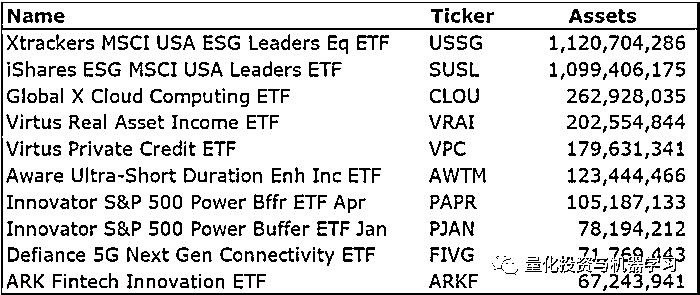 Name Ticker Assets
Xtrackers MSCI USA ESG Leaders Eq ETF USSG 1,120,704,286
iShares ESG MSCI USA Leaders ETF SUSL 1,099,406,175
Global X Cloud Computing ETF CLOU 262,928,035
Virtus Real Asset Income ETF VRAI 202,554,844
Virtus Private Credit ETF VPC 179,631,341
Aware Ultra-Short Duration Enh Inc ETF AWTM 123,444,466
Innovator S&P 500 Power Bffr ETF Apr PAPR 105,187,133
Innovator S&P 500 Power Buffer ETF Jan PJAN 78,194,212
Defiance 5G Next Gen Connectivity ETF FIVG 71,769,443
量化投资与机器学习
ARK Fintech Innovation ETF ARKF 67,243,941